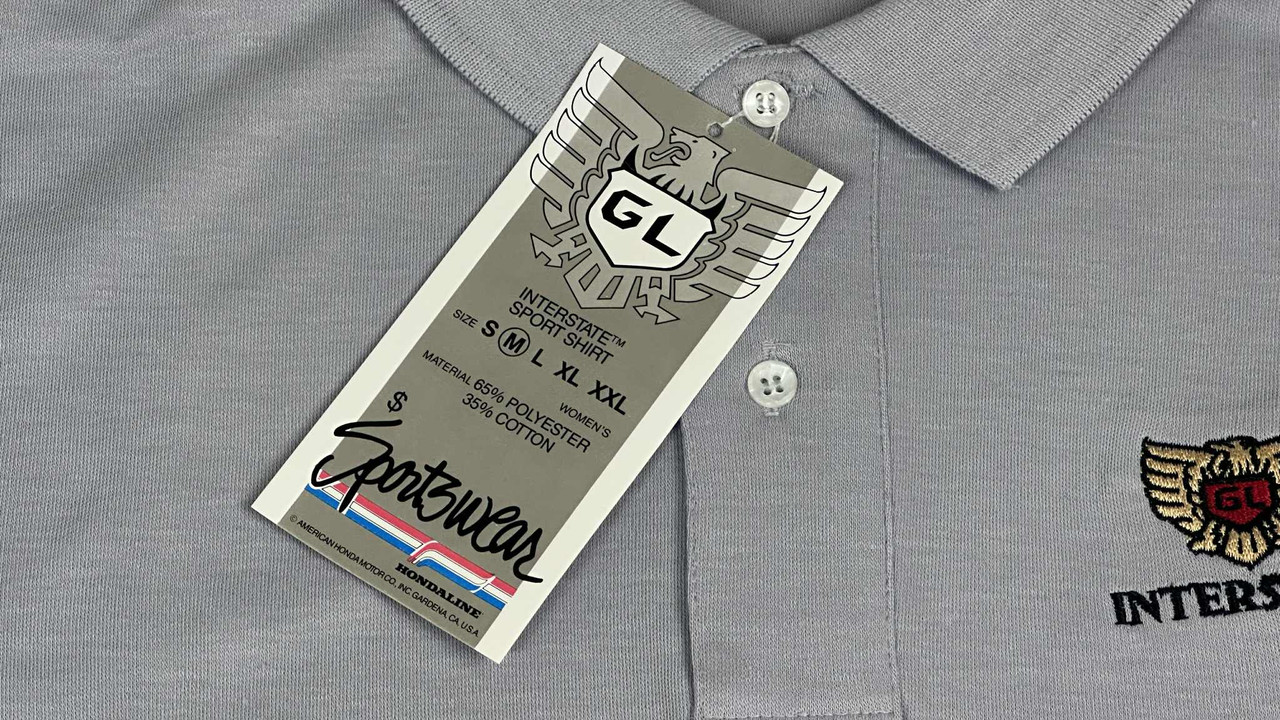 GL
INTERSTATE™
SPORT SHIRT
SIZE S M L XL XXL
WOMEN'S
MATERIAL 65% POLYESTER
35% COTTON
$
Sportswear
HONDALINE
© AMERICAN HONDA MOTOR CO., INC. GARDENA, CA. U.S.A.
GL
INTERS